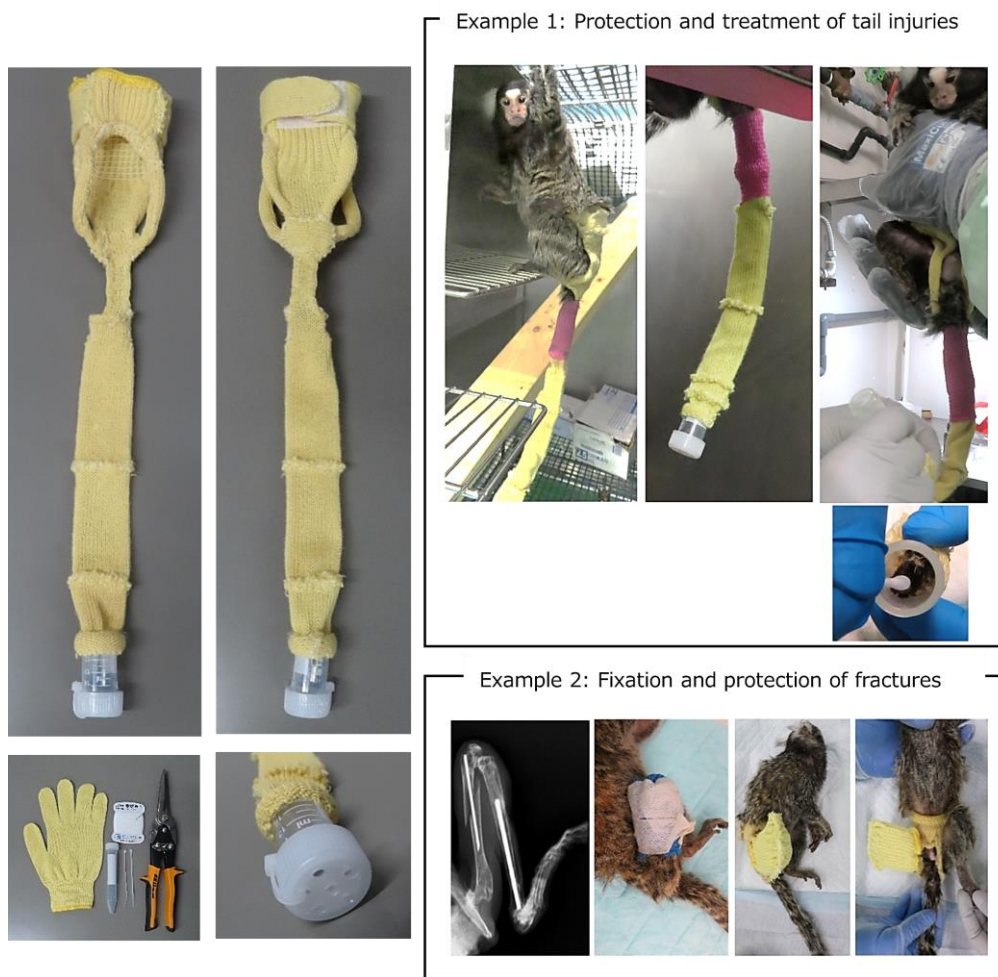 Example 1: Protection and treatment of tail injuries
Example 2: Fixation and protection of fractures